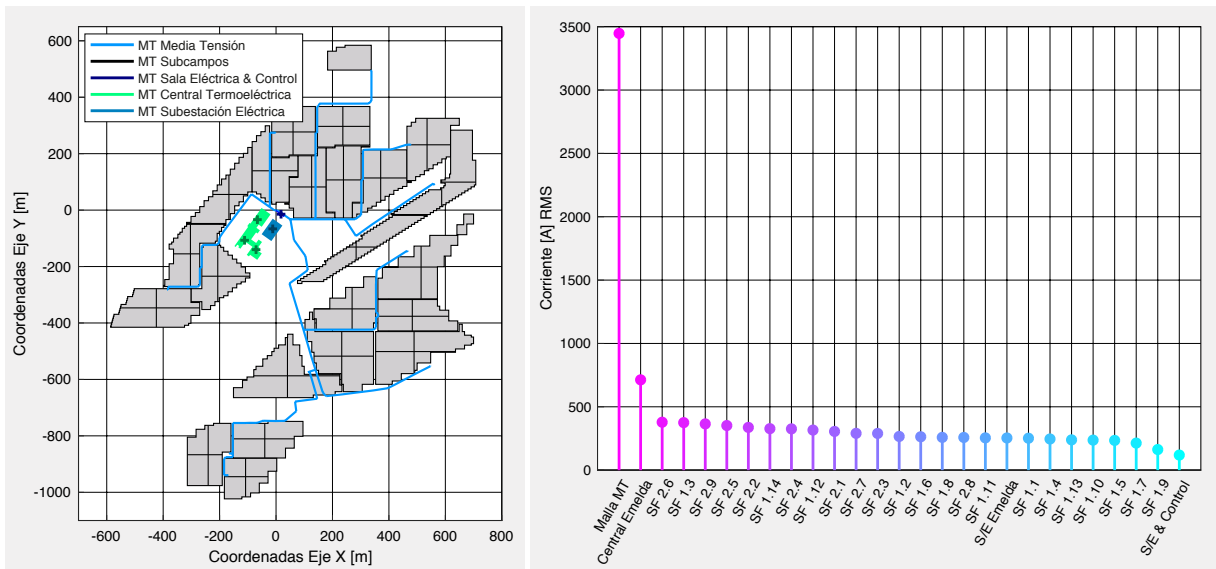 600
400
200
0
-200
-400
-600
-800
-1000
Coordenadas Eje Y [m]
MT Media Tensión
MT Subcampos
MT Sala Eléctrica & Control
MT Central Termoeléctrica
MT Subestación Eléctrica
-600 -400 -200 0 200 400 600 800
Coordenadas Eje X [m]
3500
3000
2500
2000
1500
1000
500
0
Corriente [A] RMS
Malla MT
Central Emelda
SF 2.6
SF 1.3
SF 2.9
SF 2.5
SF 2.2
SF 1.14
SF 2.4
SF 1.12
SF 2.1
SF 2.7
SF 2.3
SF 1.2
SF 1.6
SF 1.8
SF 2.8
SF 1.11
S/E Emelda
SF 1.1
SF 1.4
SF 1.13
SF 1.10
SF 1.5
SF 1.7
SF 1.9
S/E & Control